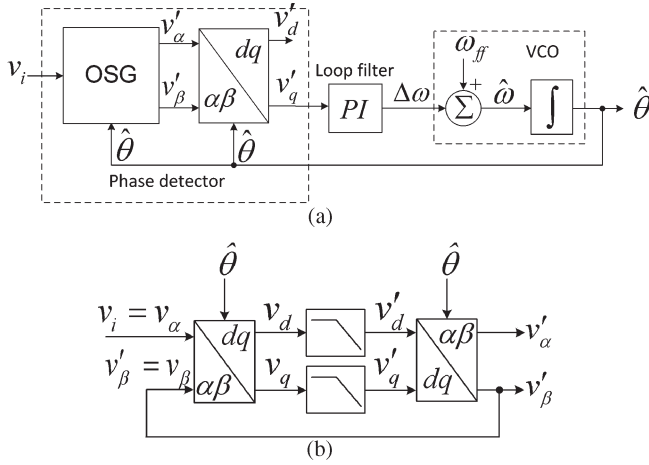 v'α v'd ωff VCO
vi OSG dq Loop filter
v'β αβ v'q PI Δω + Σ ω̂ ∫ θ̂
θ̂ θ̂
Phase detector
(a)
θ̂ θ̂
vi = vα dq vd v'd αβ v'α
v'β = vβ αβ vq v'q dq v'β
(b)